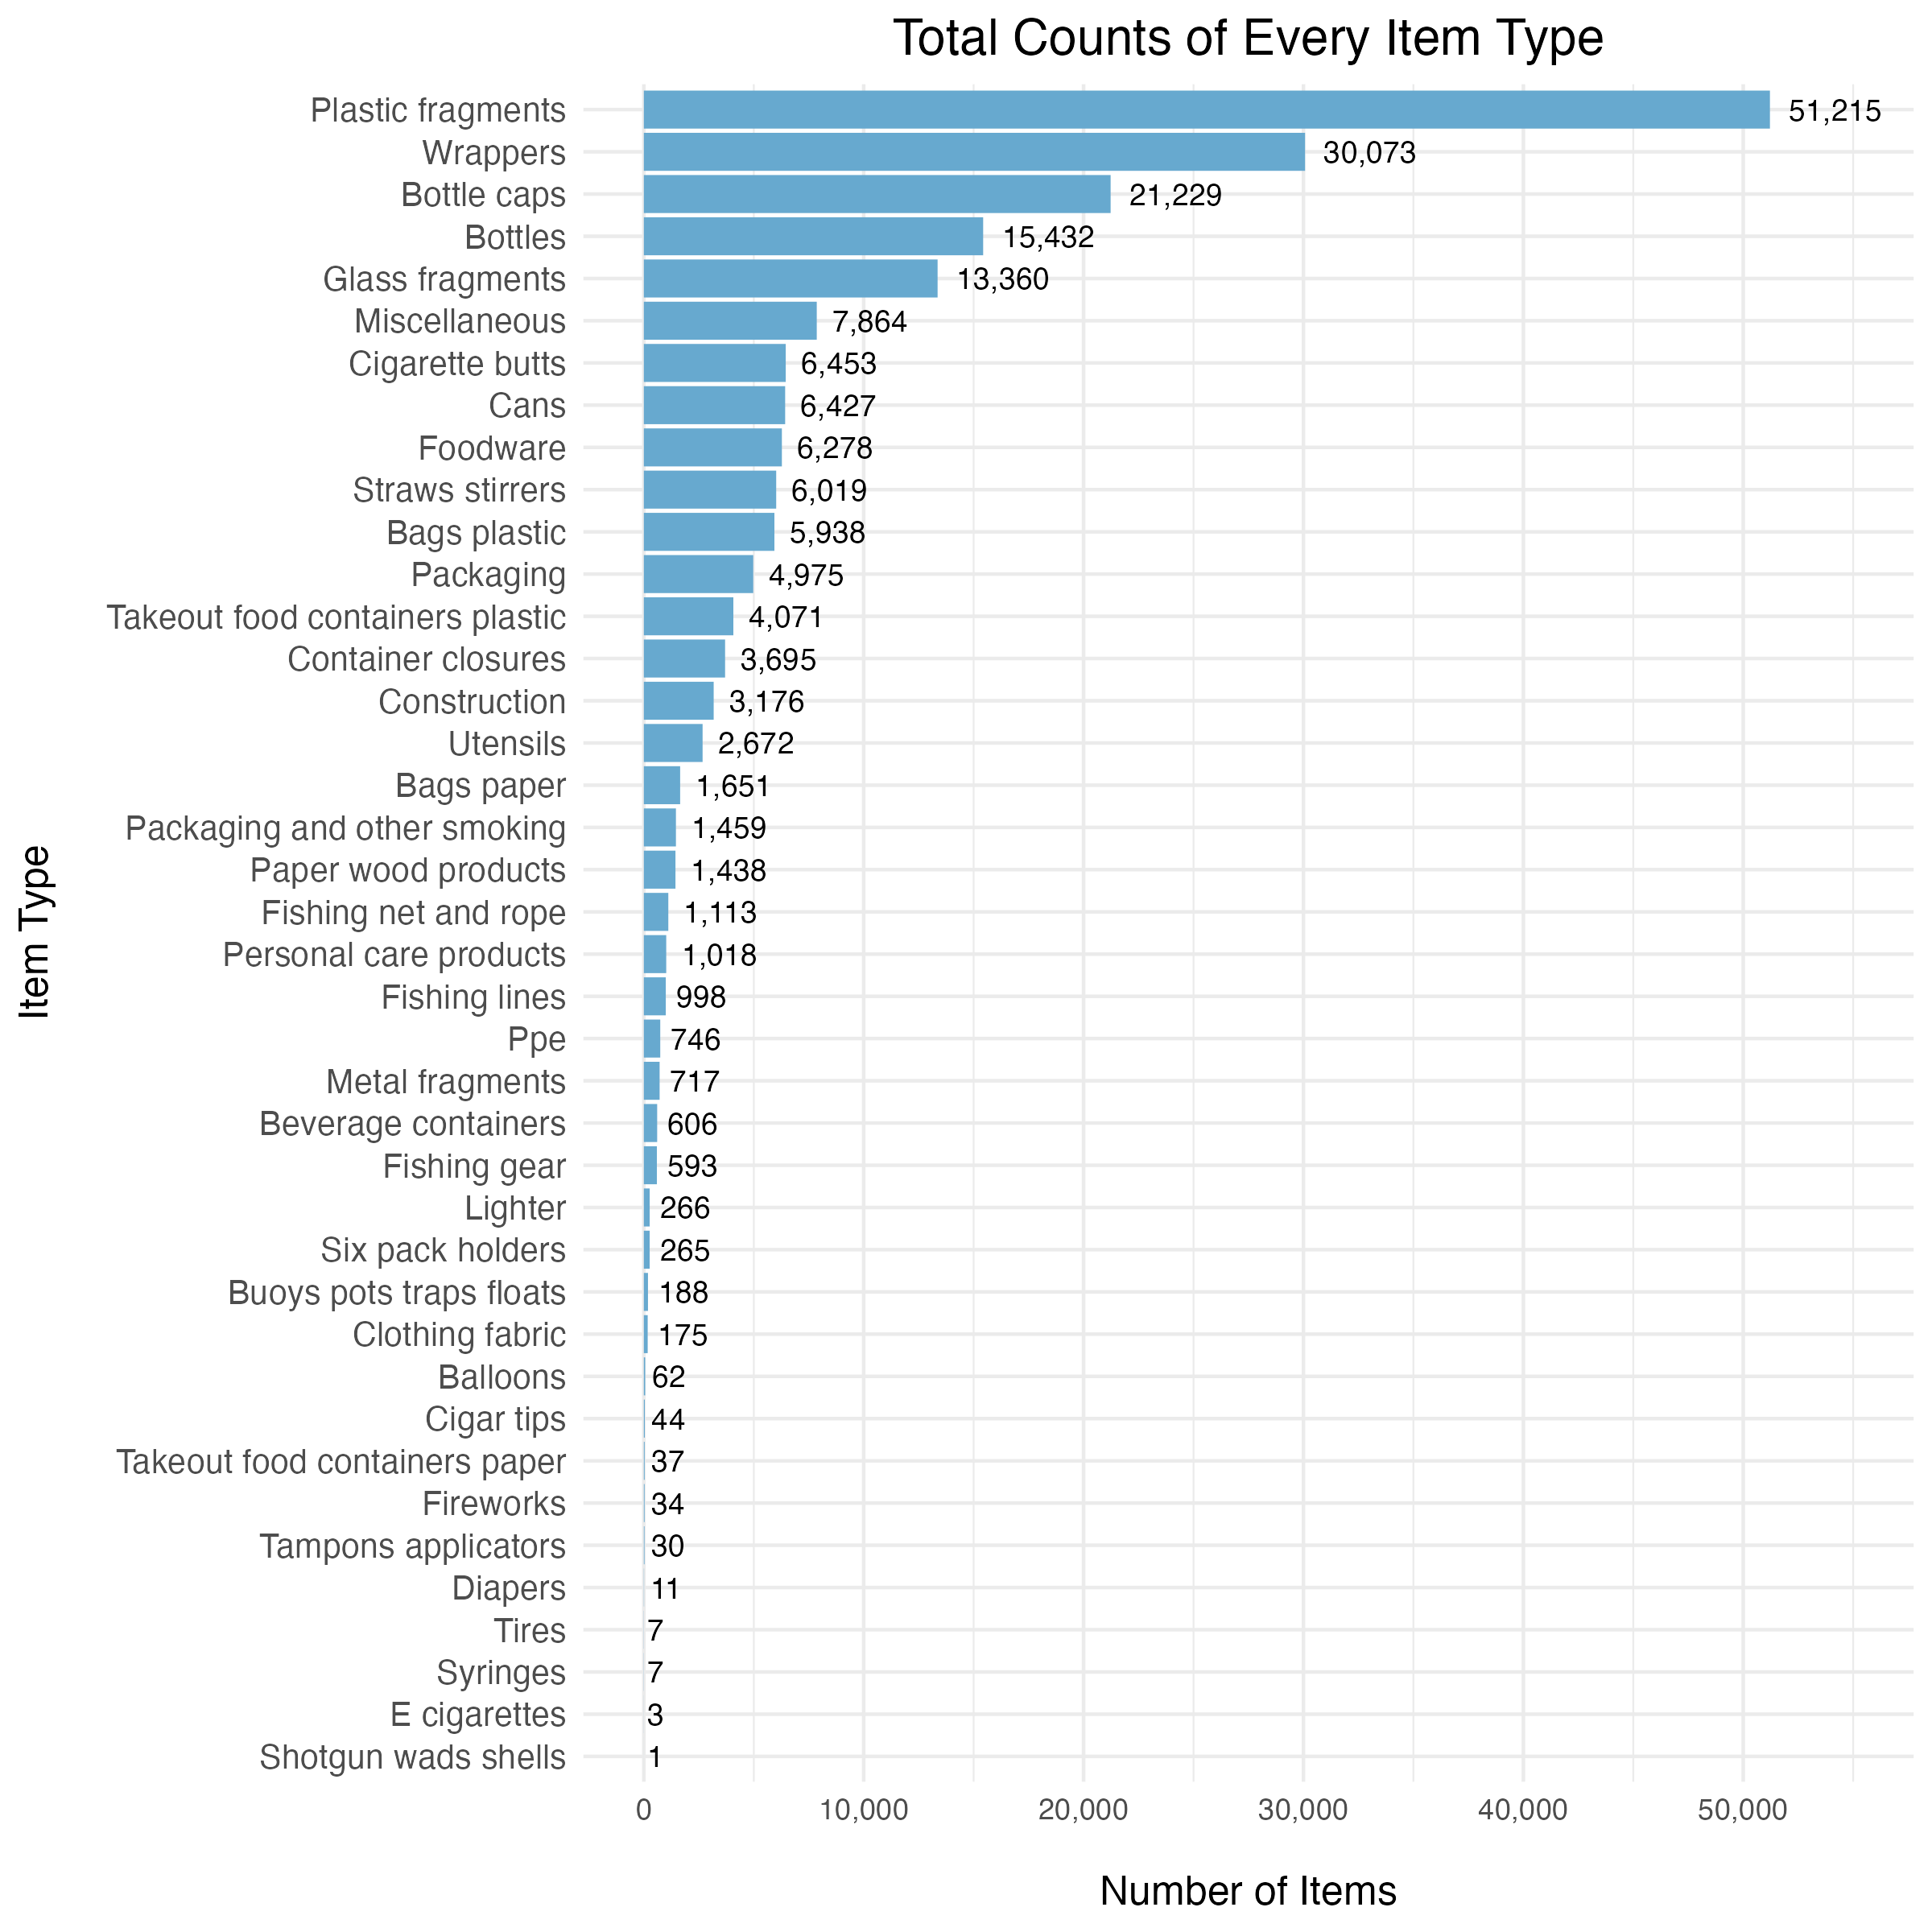 Total Counts of Every Item Type
Plastic fragments 51,215
Wrappers 30,073
Bottle caps 21,229
Bottles 15,432
Glass fragments 13,360
Miscellaneous 7,864
Cigarette butts 6,453
Cans 6,427
Foodware 6,278
Straws stirrers 6,019
Bags plastic 5,938
Packaging 4,975
Takeout food containers plastic 4,071
Container closures 3,695
Construction 3,176
Utensils 2,672
Bags paper 1,651
Packaging and other smoking 1,459
Paper wood products 1,438
Fishing net and rope 1,113
Personal care products 1,018
Fishing lines 998
Ppe 746
Metal fragments 717
Beverage containers 606
Fishing gear 593
Lighter 266
Six pack holders 265
Buoys pots traps floats 188
Clothing fabric 175
Balloons 62
Cigar tips 44
Takeout food containers paper 37
Fireworks 34
Tampons applicators 30
Diapers 11
Tires 7
Syringes 7
E cigarettes 3
Shotgun wads shells 1
Item Type
0 10,000 20,000 30,000 40,000 50,000
Number of Items